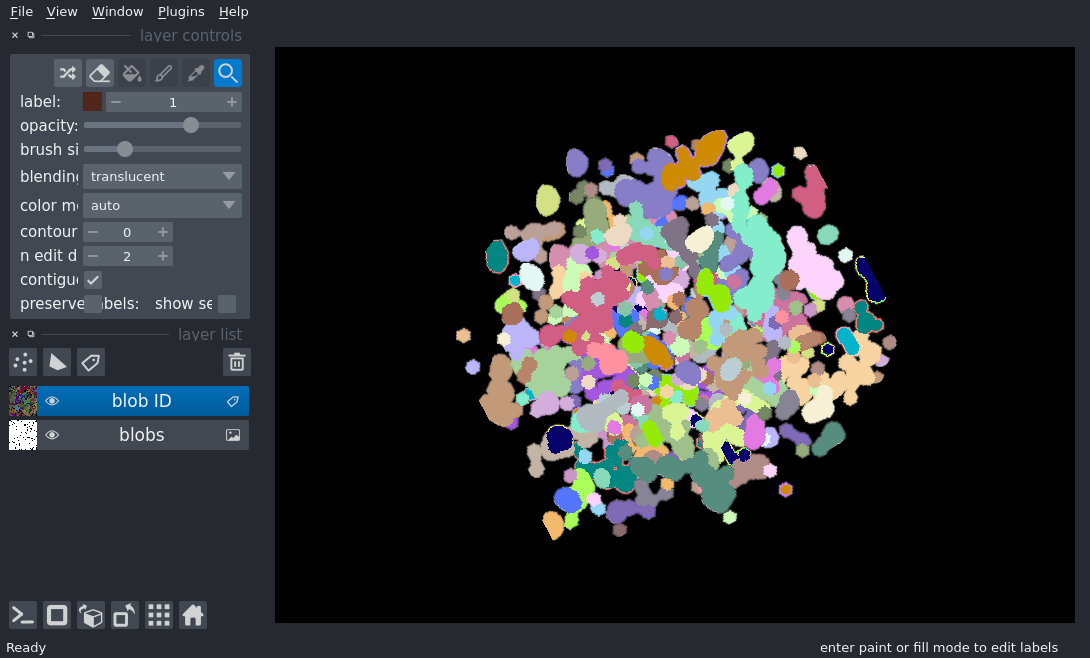 File View Window Plugins Help
layer controls
label: 1
opacity:
brush si
blending translucent
color m auto
contour 0
n edit d 2
contigu
preserve abels: show se
layer list
blob ID
blobs
Ready enter paint or fill mode to edit labels